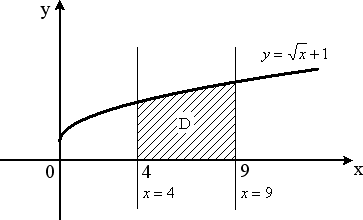 y
y = √x + 1
D
0 4 9 x
x = 4 x = 9